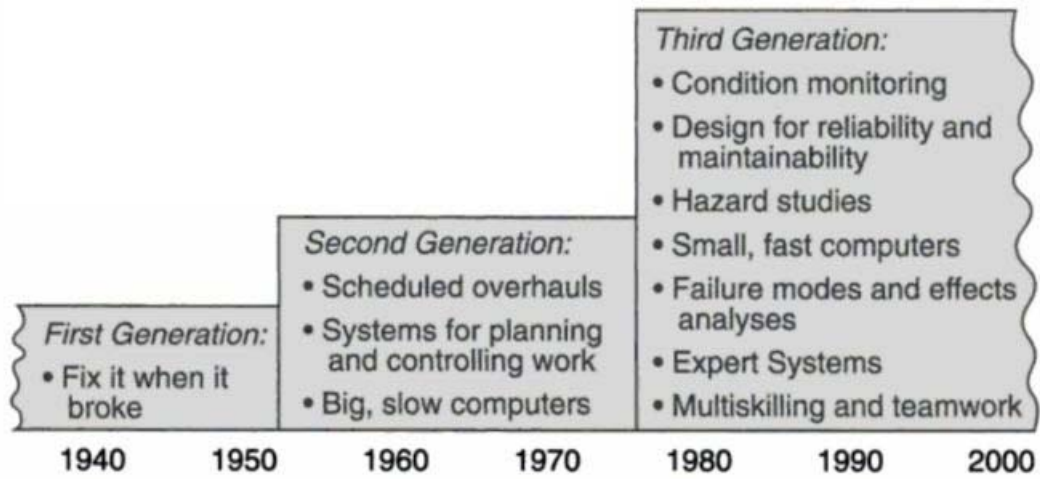 First Generation:
• Fix it when it
broke
Second Generation:
• Scheduled overhauls
• Systems for planning
and controlling work
• Big, slow computers
Third Generation:
• Condition monitoring
• Design for reliability and
maintainability
• Hazard studies
• Small, fast computers
• Failure modes and effects
analyses
• Expert Systems
• Multiskilling and teamwork
1940 1950 1960 1970 1980 1990 2000